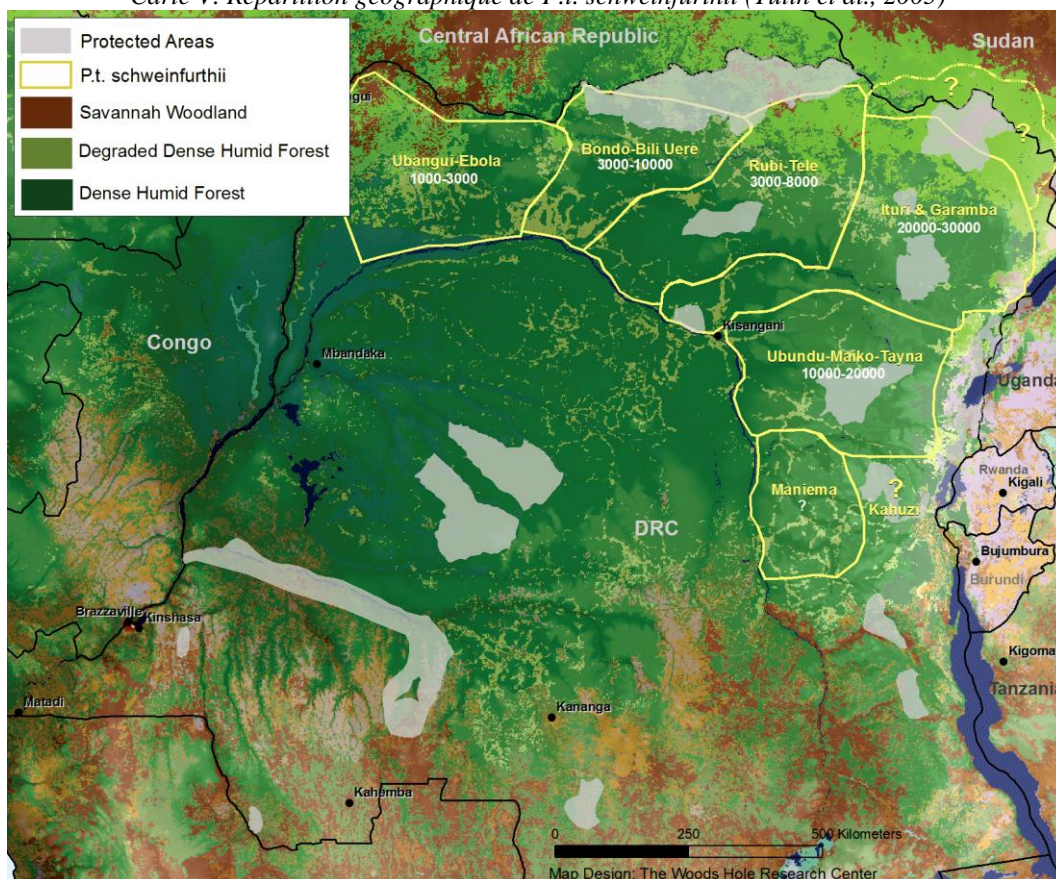 Carte V: Répartition géographique de P.t. schweinfurthii (Tutin et al., 2005)
Protected Areas
P.t. schweinfurthii
Savannah Woodland
Degraded Dense Humid Forest
Dense Humid Forest
Central African Republic
Sudan
?
?
gui
Ubangui-Ebola
1000-3000
Bondo-Bili Uere
3000-10000
Rubi-Tele
3000-8000
Ituri & Garamba
20000-30000
Congo
Mbandaka
Kisangani
Ubundu-Maiko-Tayna
10000-20000
Uganda
Maniema
?
?
Kahuzi
Rwanda
Kigali
DRC
Bujumbura
Burundi
Brazzaville
Kinshasa
Kigoma
Tanzania
Matadi
Kananga
Kahemba
0 250 500 Kilometers
Map Design: The Woods Hole Research Center